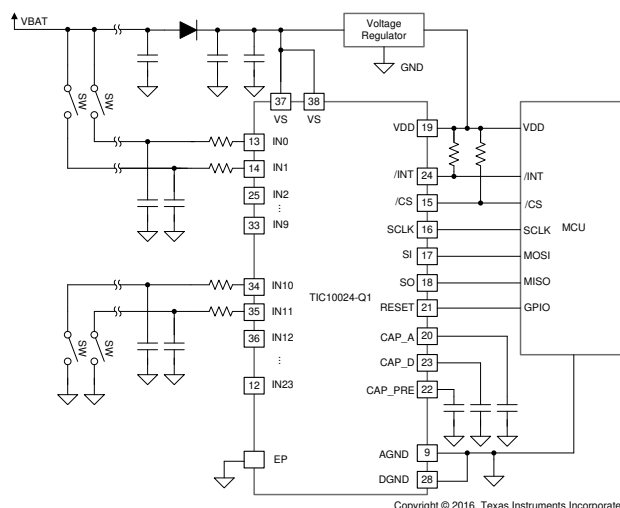 VBAT
Voltage
Regulator
GND
SW
SW
37
38
VS
VS
13
IN0
14
IN1
25
IN2
33
IN9
34
IN10
35
IN11
36
IN12
12
IN23
EP
SW
SW
TIC10024-Q1
VDD
19
VDD
/INT
24
/INT
/CS
15
/CS
SCLK
16
SCLK
MCU
SI
17
MOSI
SO
18
MISO
RESET
21
GPIO
CAP_A
20
CAP_D
23
CAP_PRE
22
AGND
9
DGND
28
Copyright © 2016, Texas Instruments Incorporate